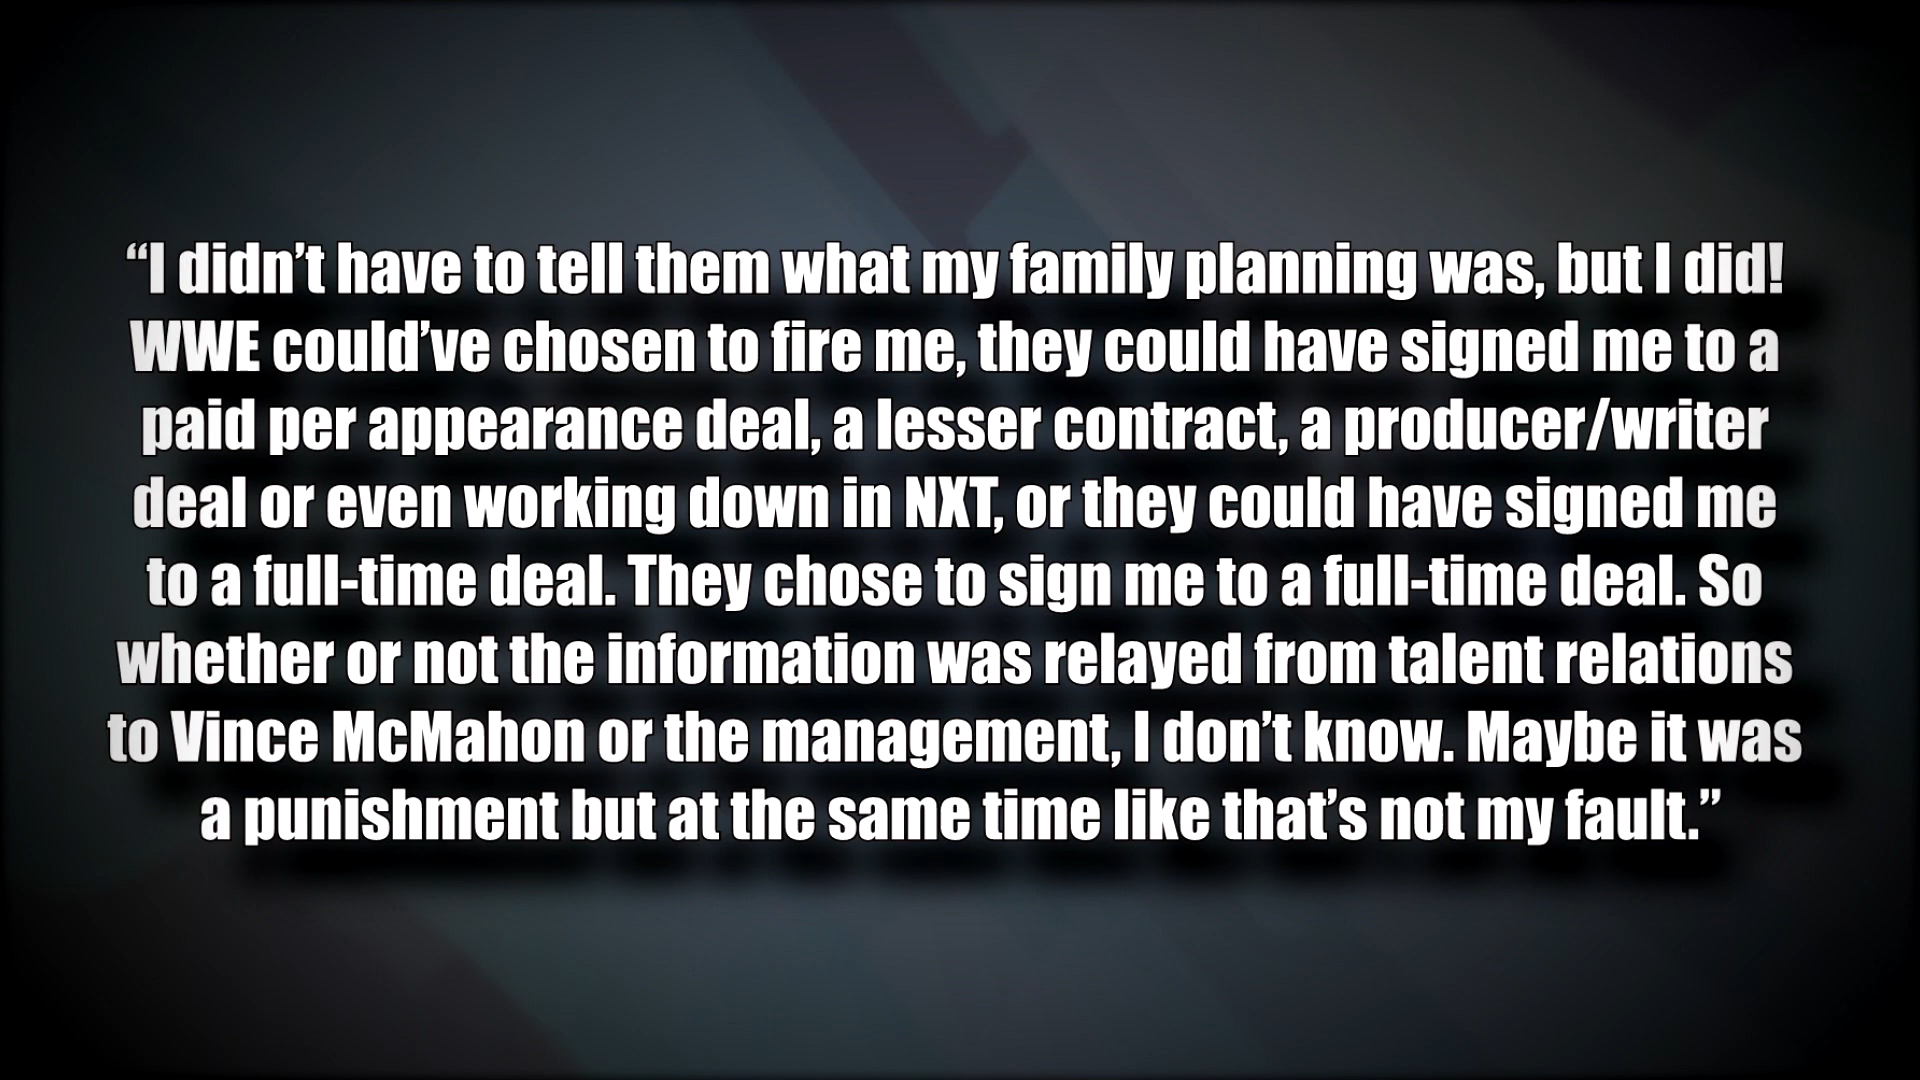 “I didn’t have to tell them what my family planning was, but I did!
WWE could’ve chosen to fire me, they could have signed me to a
paid per appearance deal, a lesser contract, a producer/writer
deal or even working down in NXT, or they could have signed me
to a full-time deal. They chose to sign me to a full-time deal. So
whether or not the information was relayed from talent relations
to Vince McMahon or the management, I don’t know. Maybe it was
a punishment but at the same time like that’s not my fault.”